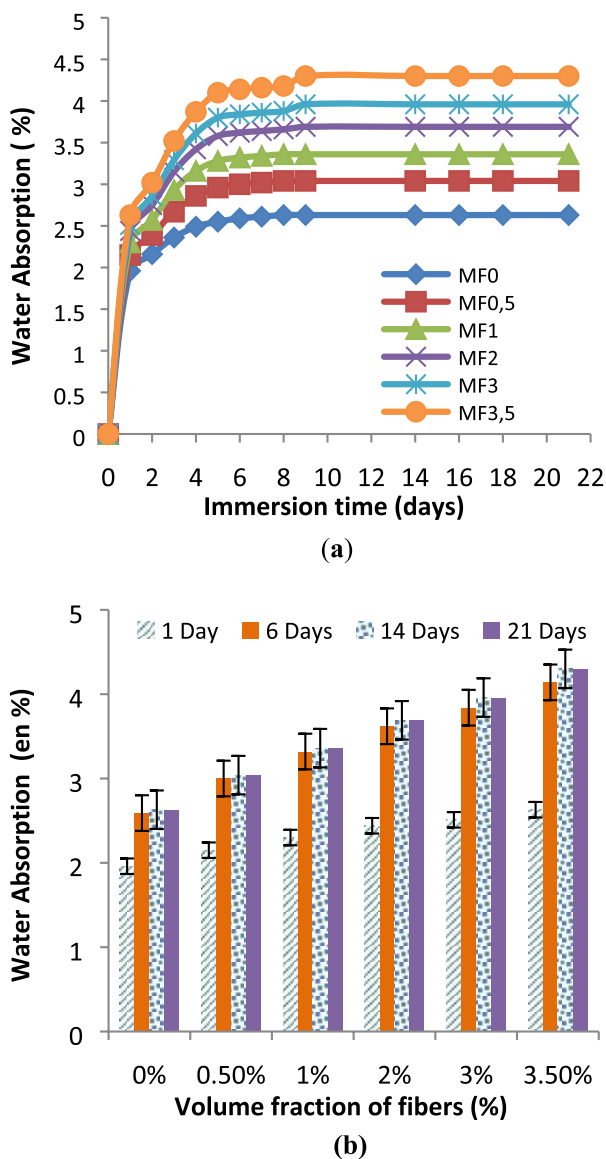 5
4.5
4
3.5
3
2.5
2
1.5
1
0.5
0
Water Absorption ( %)
MF0
MF0,5
MF1
MF2
MF3
MF3,5
0 2 4 6 8 10 12 14 16 18 20 22
Immersion time (days)
(a)
5
4
3
2
1
0
Water Absorption (en %)
1 Day 6 Days 14 Days 21 Days
0% 0.50% 1% 2% 3% 3.50%
Volume fraction of fibers (%)
(b)